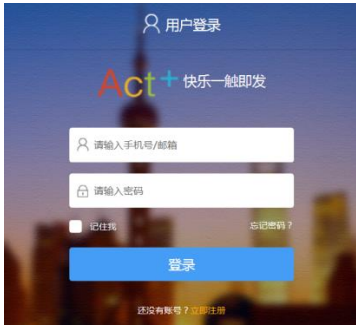 用户登录
Act+ 快乐一触即发
请输入手机号/邮箱
请输入密码
记住我 忘记密码？
登录
还没有账号？立即注册